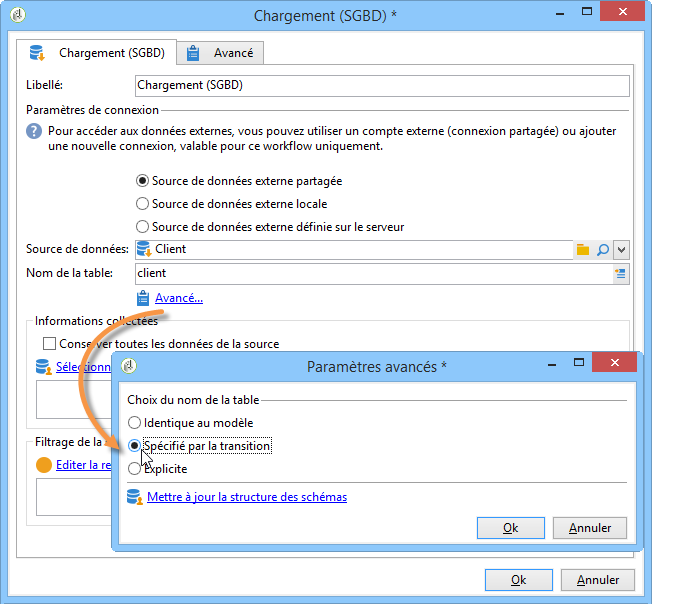 Chargement (SGBD) *
Chargement (SGBD)
Avancé
Libellé:
Chargement (SGBD)
Paramètres de connexion
Pour accéder aux données externes, vous pouvez utiliser un compte externe (connexion partagée) ou ajouter
une nouvelle connexion, valable pour ce workflow uniquement.
Source de données externe partagée
Source de données externe locale
Source de données externe définie sur le serveur
Source de données:
Client
Nom de la table:
client
Avancé...
Informations collectées
Conserver toutes les données de la source
Sélectionn
Paramètres avancés *
Choix du nom de la table
Identique au modèle
Filtrage de la
Spécifié par la transition
Editer la re
Explicite
Mettre à jour la structure des schémas
Ok
Annuler
Ok
Annuler